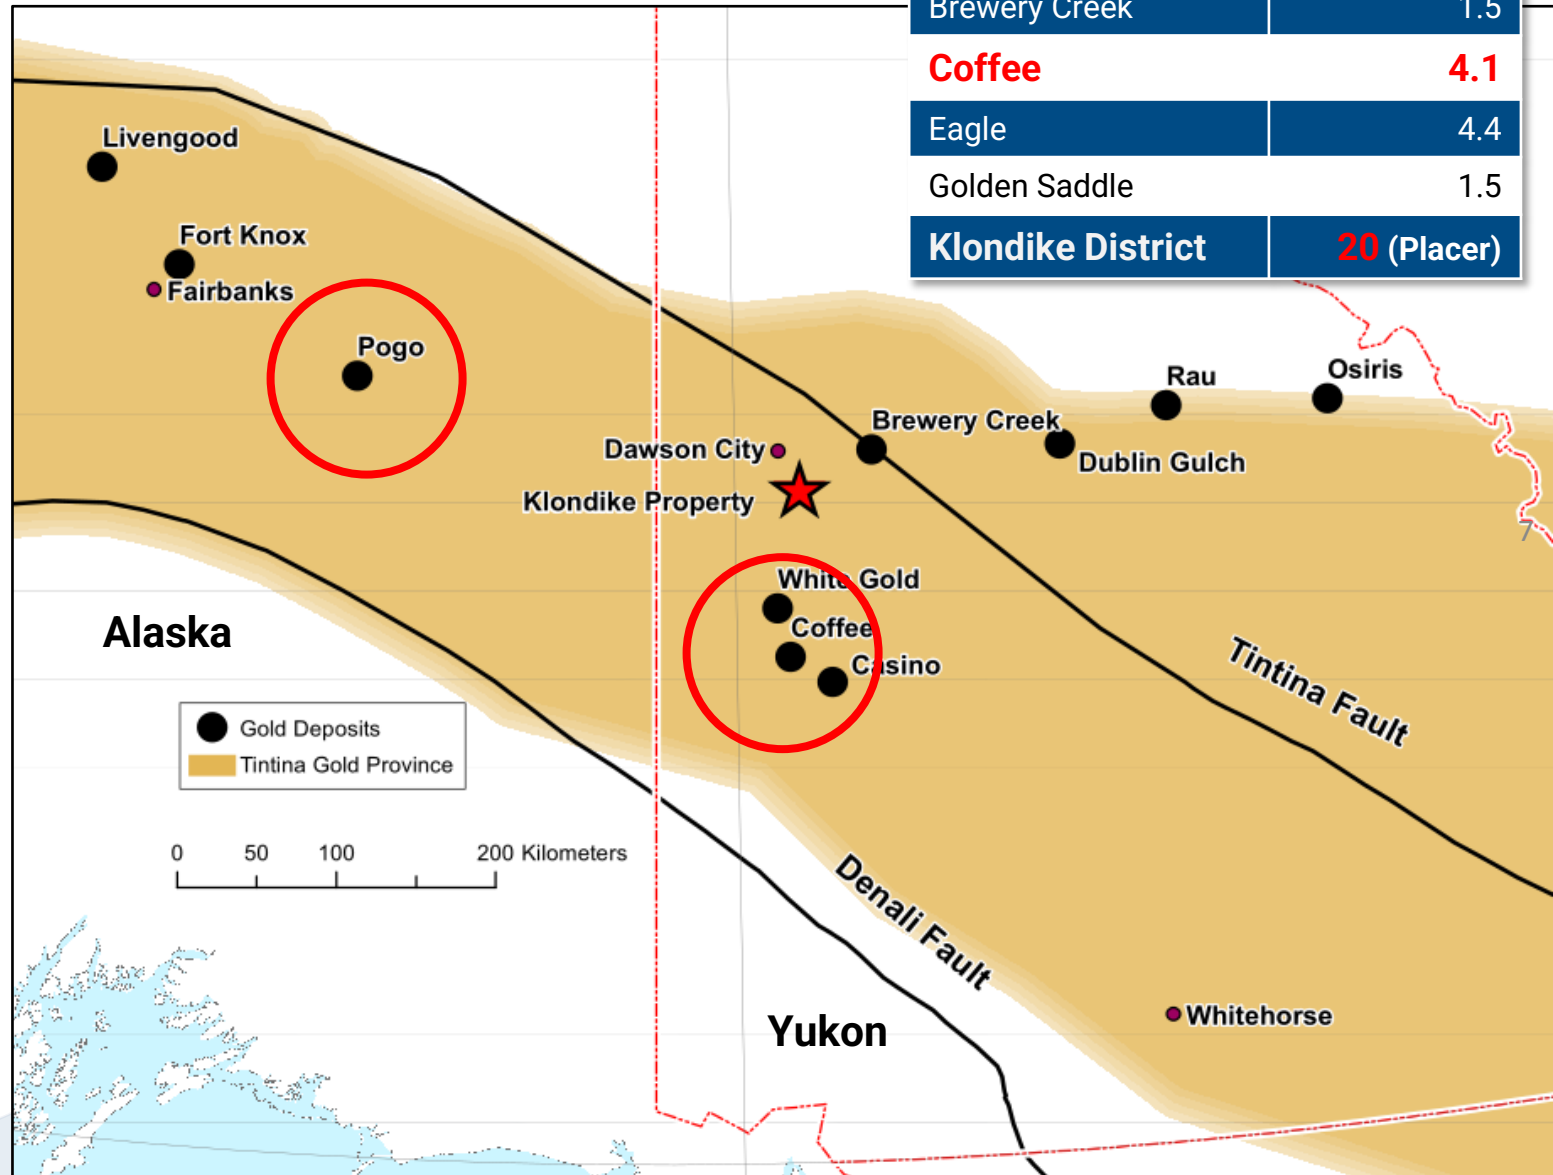 Brewery Creek 1.5
Coffee 4.1
Eagle 4.4
Golden Saddle 1.5
Klondike District 20 (Placer)
Livengood
Fort Knox
Fairbanks
Pogo
Rau
Osiris
Brewery Creek
Dawson City
Dublin Gulch
Klondike Property
7
White Gold
Coffee
Casino
Alaska
Tintina Fault
Gold Deposits
Tintina Gold Province
0 50 100 200 Kilometers
Denali Fault
Whitehorse
Yukon